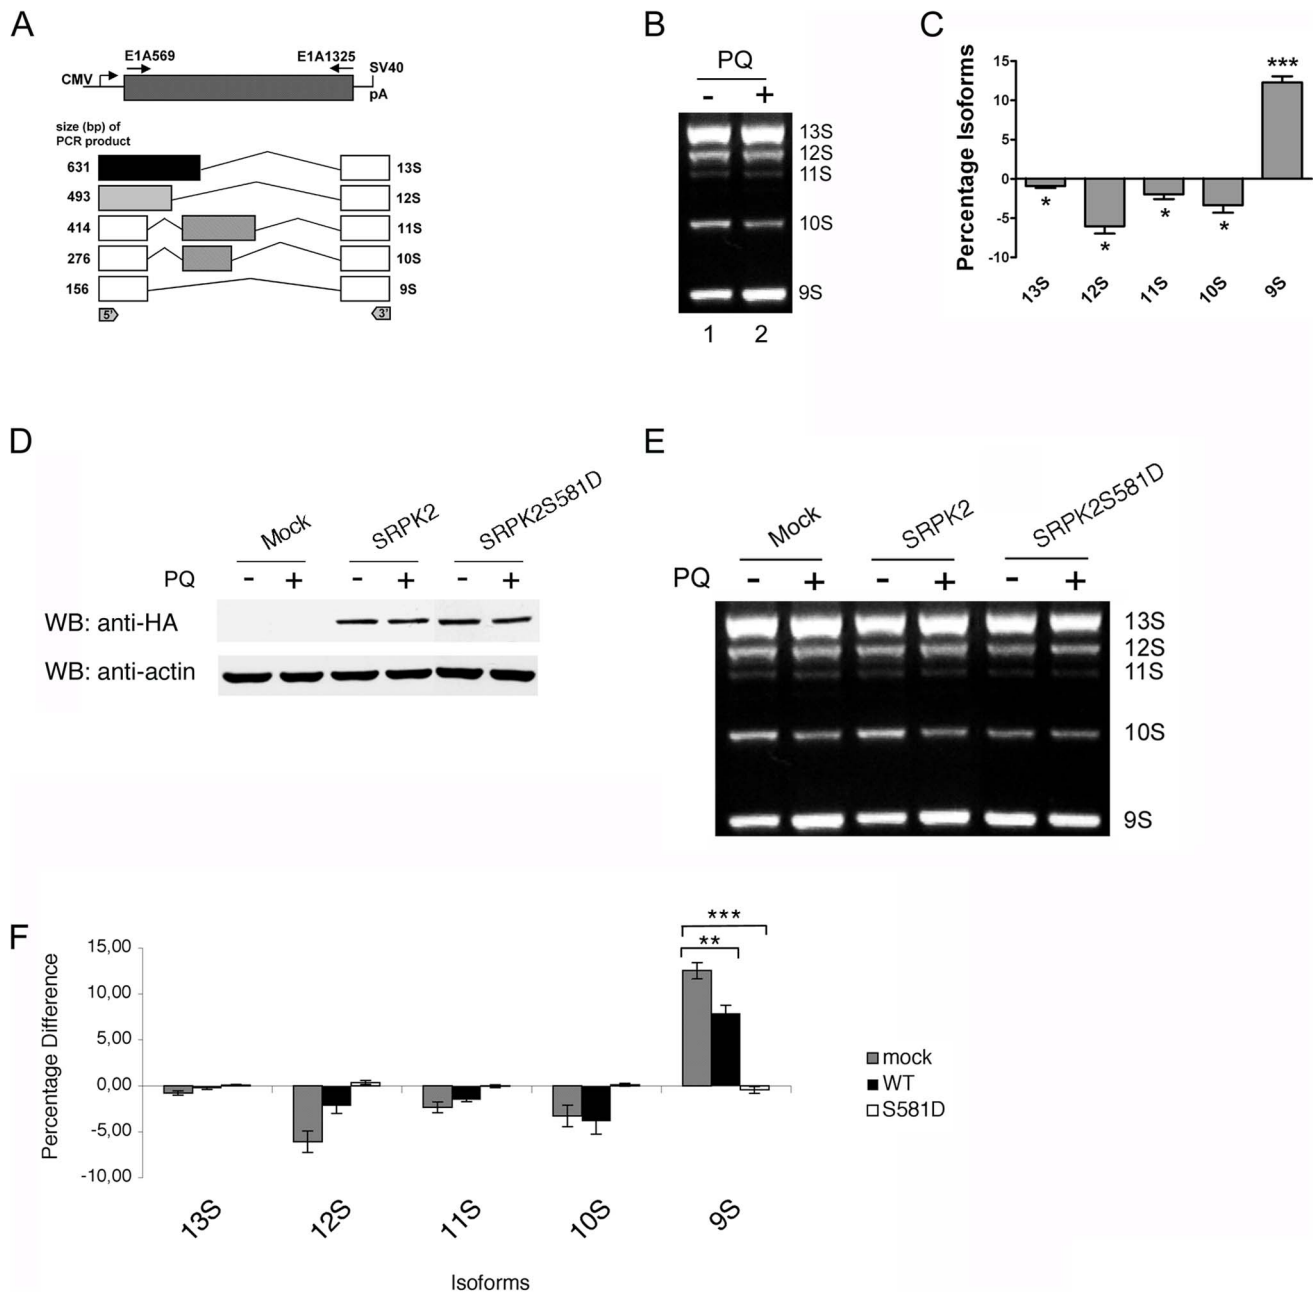 A
E1A569
E1A1325
CMV
SV40
pA
size (bp) of
PCR product
631 13S
493 12S
414 11S
276 10S
156 9S
5' 3'
B
PQ
- +
13S
12S
11S
10S
9S
1 2
C
Percentage Isoforms
15
10
5
0
-5
-10
***
*
*
*
*
13S 12S 11S 10S 9S
D
Mock SRPK2 SRPK2S581D
PQ - + - + - +
WB: anti-HA
WB: anti-actin
E
Mock SRPK2 SRPK2S581D
PQ - + - + - +
13S
12S
11S
10S
9S
F
Percentage Difference
15,00
10,00
5,00
0,00
-5,00
-10,00
***
**
mock
WT
S581D
13S 12S 11S 10S 9S
Isoforms